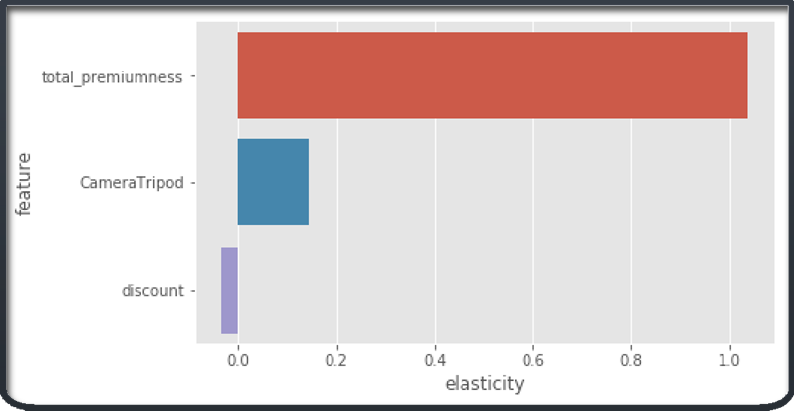 total_premiumness
CameraTripod
discount
feature
0.0 0.2 0.4 0.6 0.8 1.0
elasticity